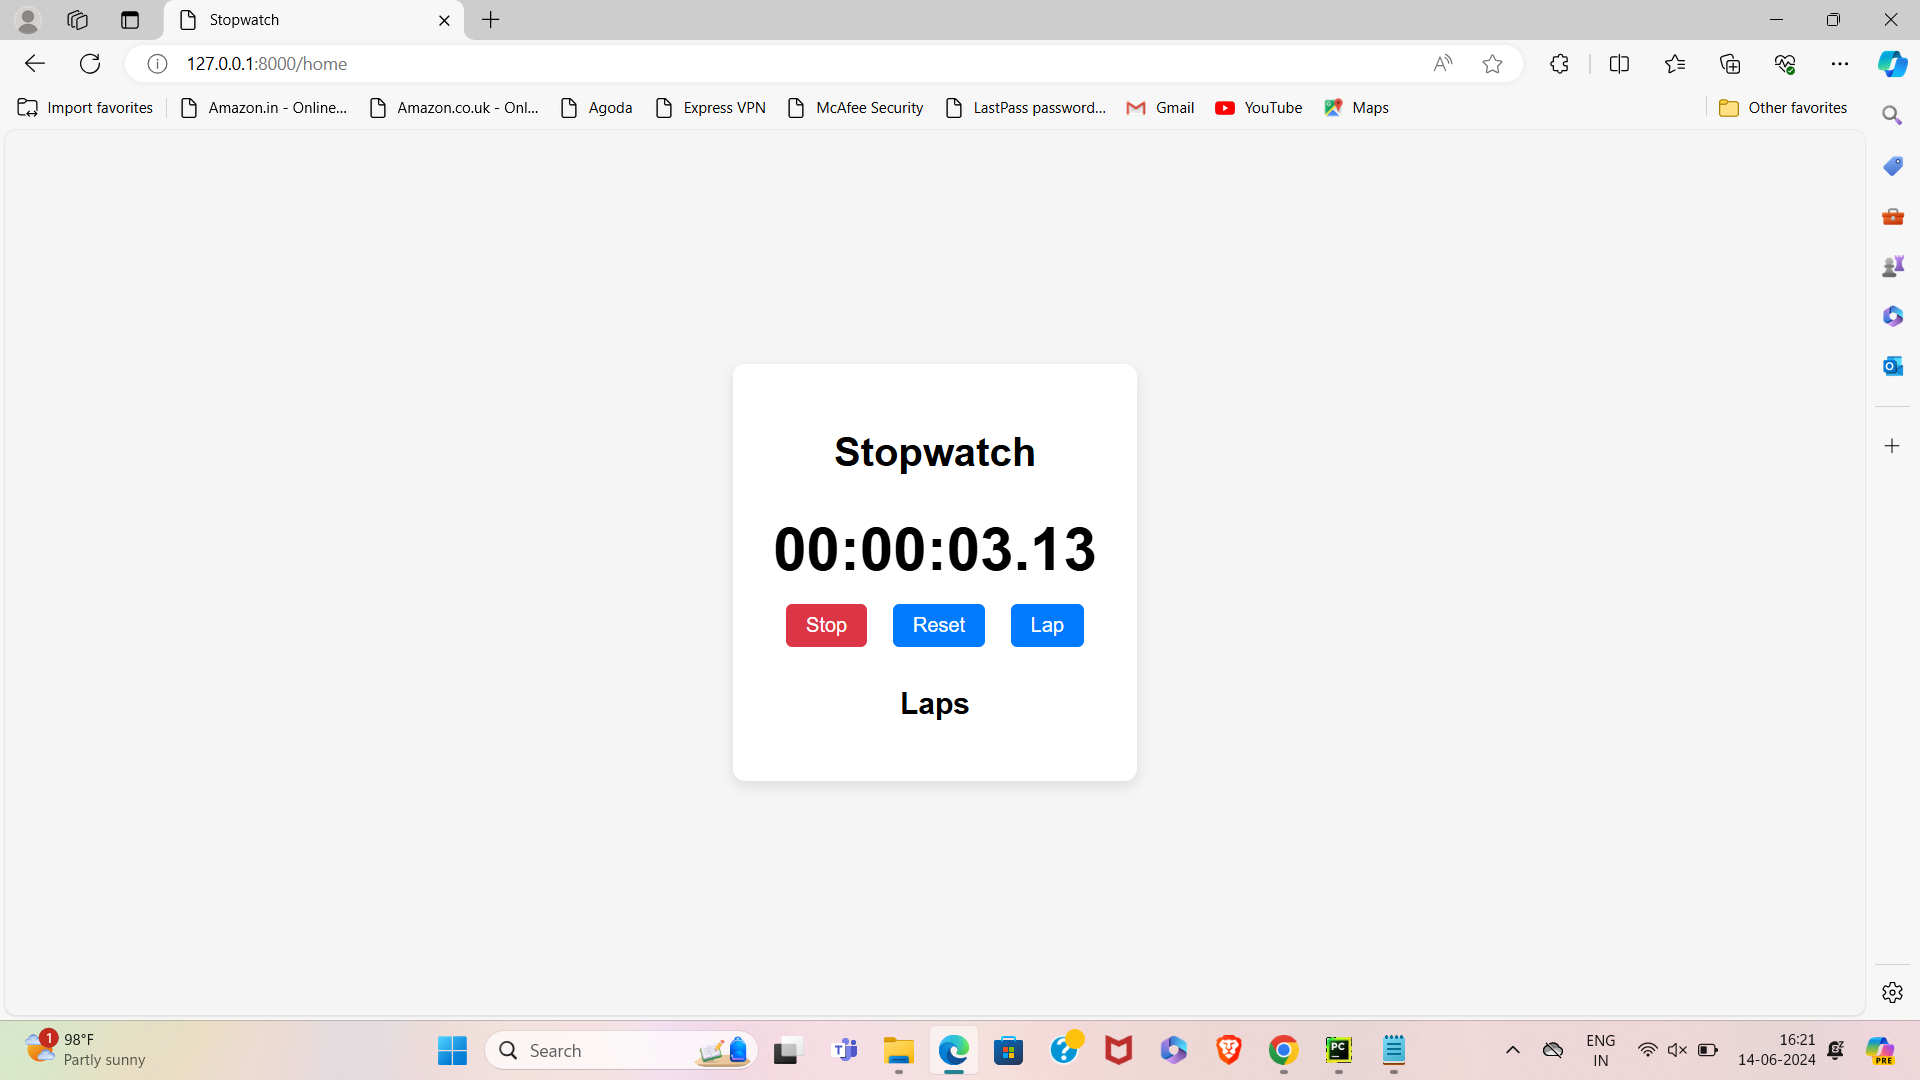 Stopwatch
127.0.0.1:8000/home
Import favorites
Amazon.in - Online...
Amazon.co.uk - Onl...
Agoda
Express VPN
McAfee Security
LastPass password...
Gmail
YouTube
Maps
Other favorites
Stopwatch
00:00:03.13
Stop Reset Lap
Laps
1
98°F
Partly sunny
Search
PC
PRE
ENG
IN
16:21
14-06-2024